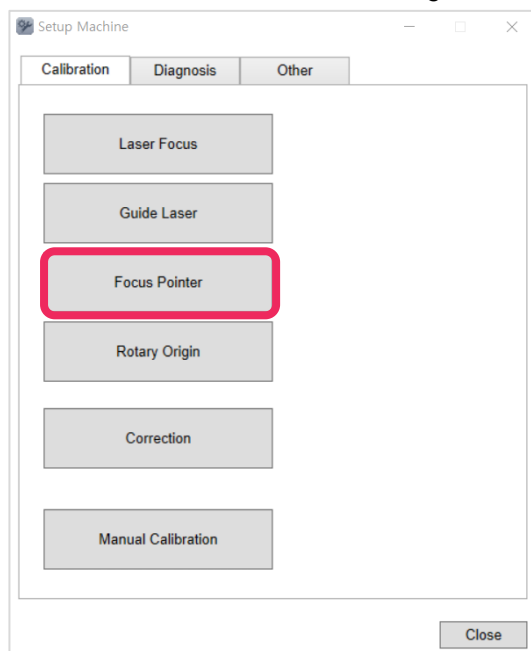 Setup Machine
Calibration Diagnosis Other
Laser Focus
Guide Laser
Focus Pointer
Rotary Origin
Correction
Manual Calibration
Close